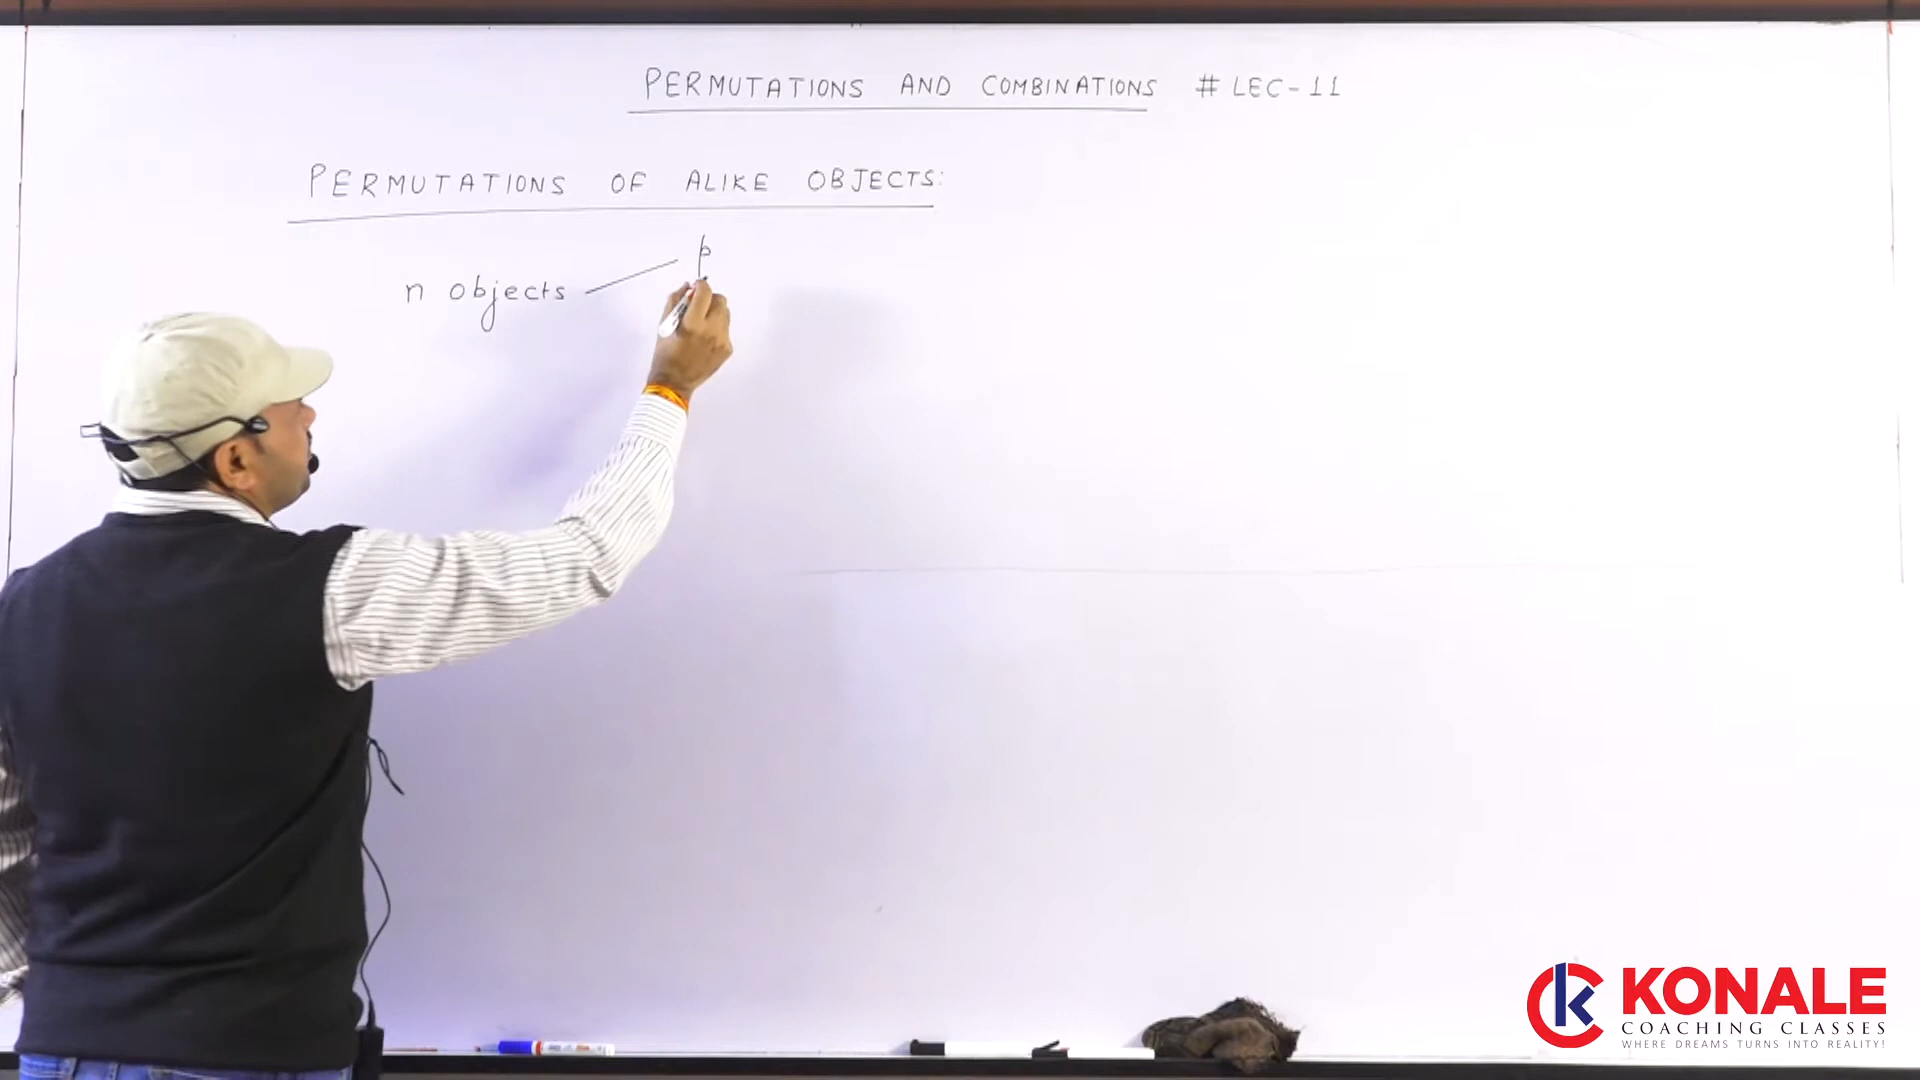 PERMUTATIONS AND COMBINATIONS # LEC-11
PERMUTATIONS OF ALIKE OBJECTS:
p
n objects
KONALE
COACHING CLASSES
WHERE DREAMS TURNS INTO REALITY!